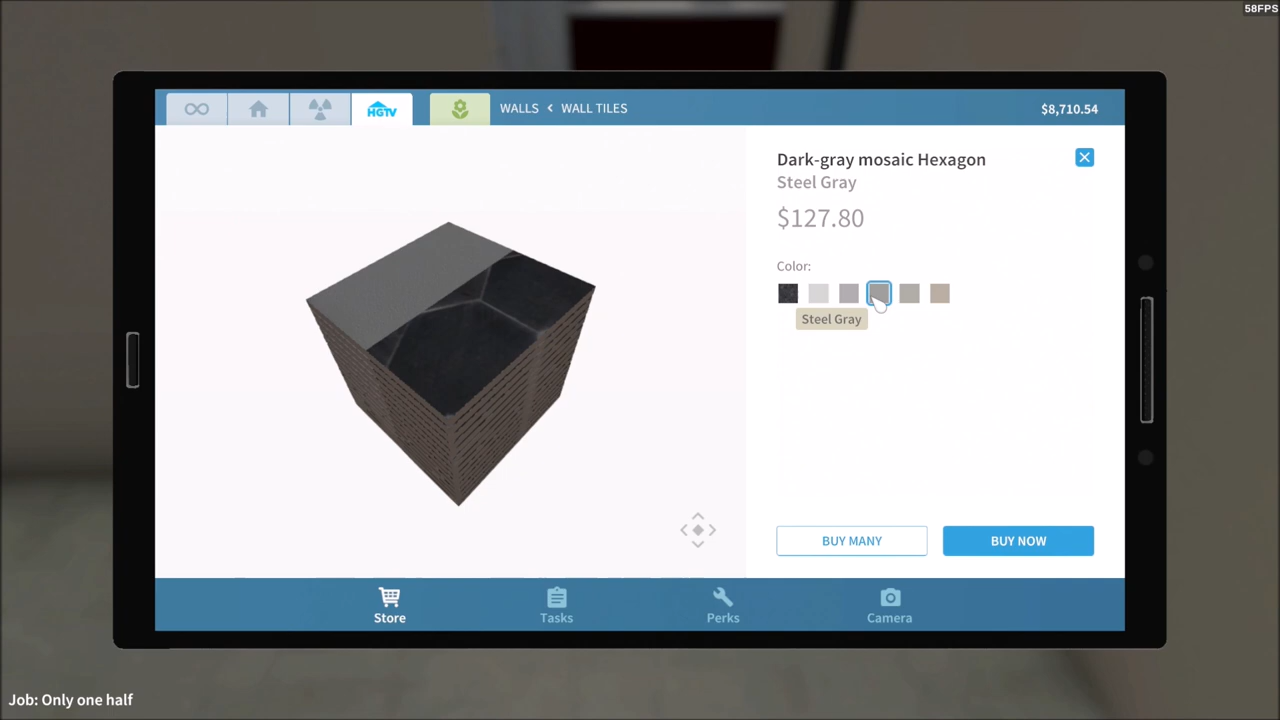 58FPS
HGTV
WALLS < WALL TILES
$8,710.54
Dark-gray mosaic Hexagon
Steel Gray
$127.80
Color:
Steel Gray
BUY MANY
BUY NOW
Store
Tasks
Perks
Camera
Job: Only one half